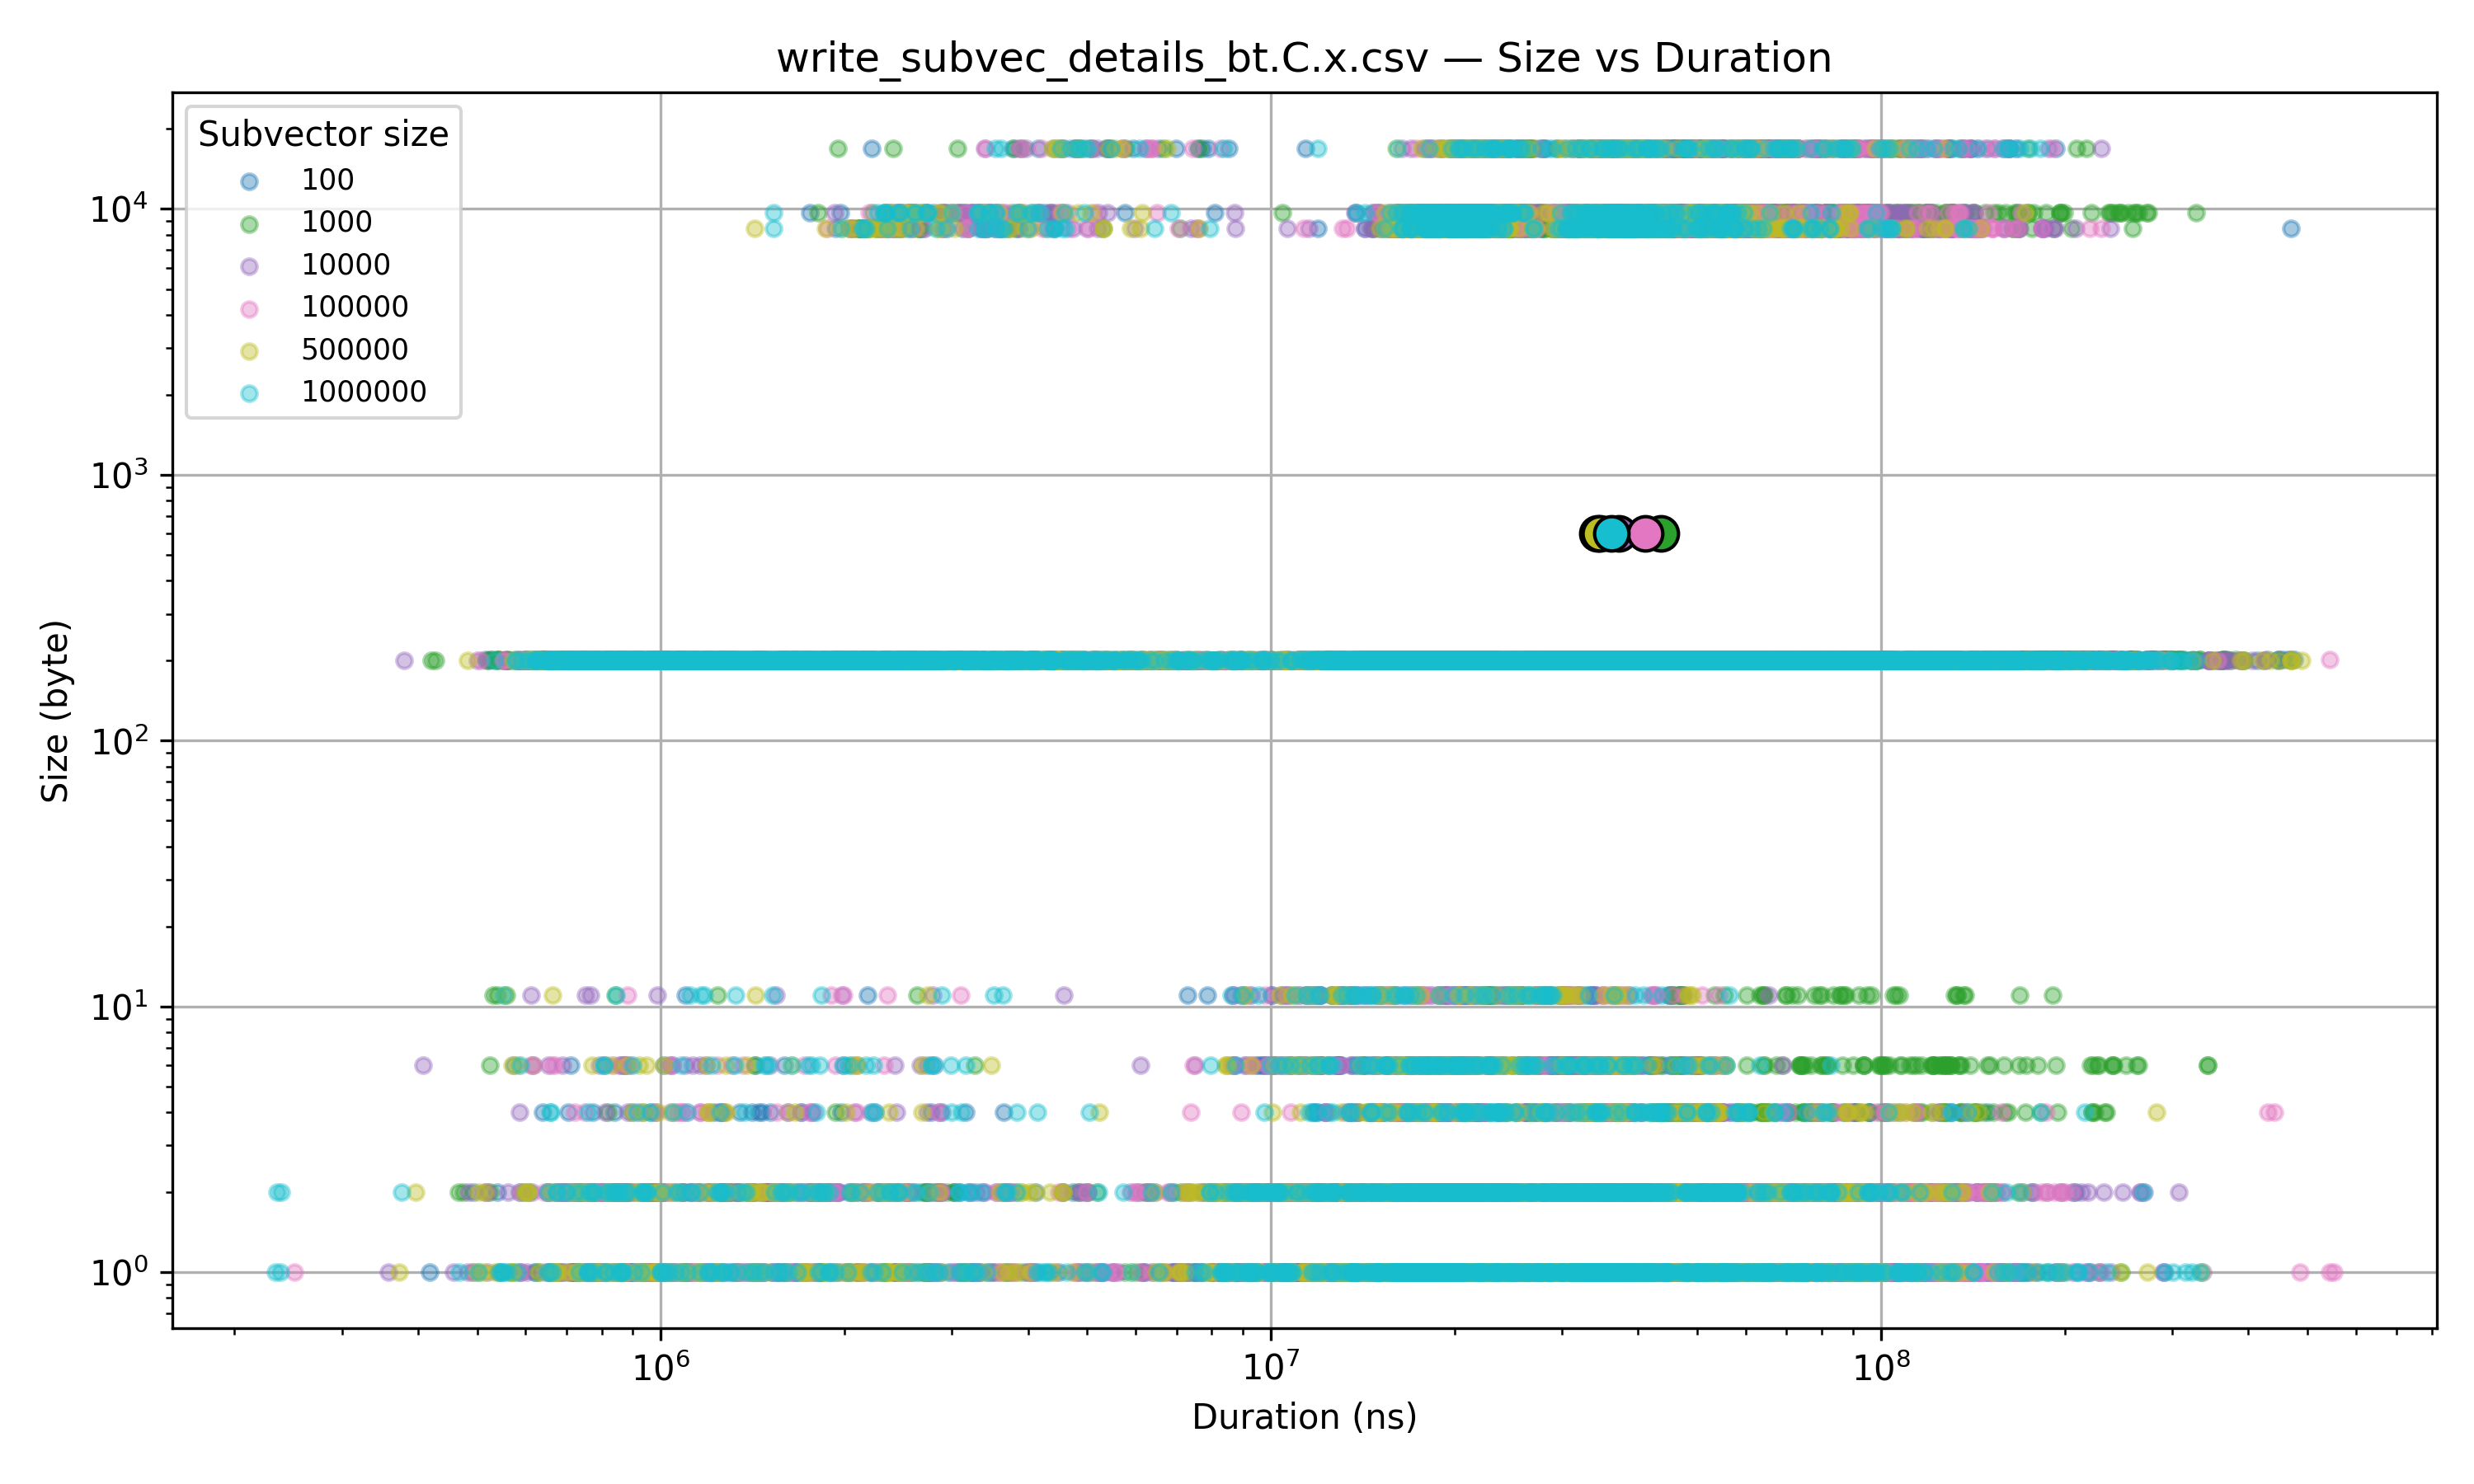 write_subvec_details_bt.C.x.csv — Size vs Duration
Subvector size
100
1000
10000
100000
500000
1000000
10⁴
10³
10²
10¹
10⁰
Size (byte)
10⁶ 10⁷ 10⁸
Duration (ns)